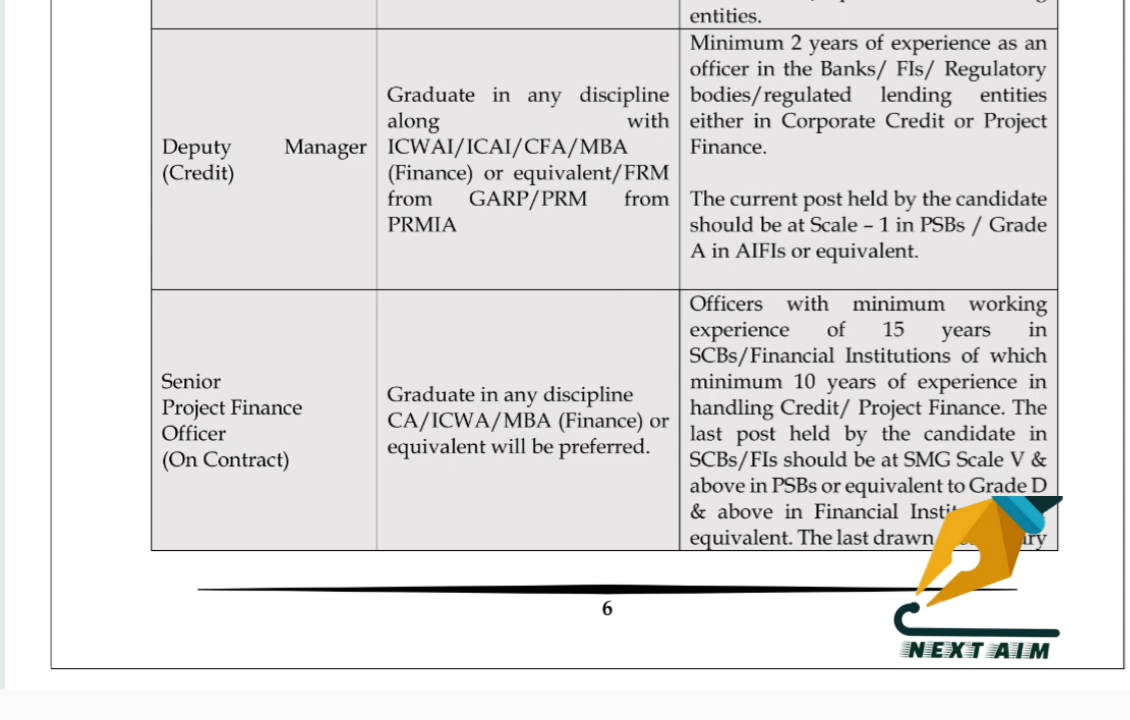 entities.
Deputy Manager
(Credit)
Graduate in any discipline
along with
ICWAI/ICAI/CFA/MBA
(Finance) or equivalent/FRM
from GARP/PRM from
PRMIA
Minimum 2 years of experience as an
officer in the Banks/ FIs/ Regulatory
bodies/regulated lending entities
either in Corporate Credit or Project
Finance.
The current post held by the candidate
should be at Scale – 1 in PSBs / Grade
A in AIFIs or equivalent.
Senior
Project Finance
Officer
(On Contract)
Graduate in any discipline
CA/ICWA/MBA (Finance) or
equivalent will be preferred.
Officers with minimum working
experience of 15 years in
SCBs/Financial Institutions of which
minimum 10 years of experience in
handling Credit/ Project Finance. The
last post held by the candidate in
SCBs/FIs should be at SMG Scale V &
above in PSBs or equivalent to Grade D
& above in Financial
equivalent. The last drawn
6
NEXT AIM